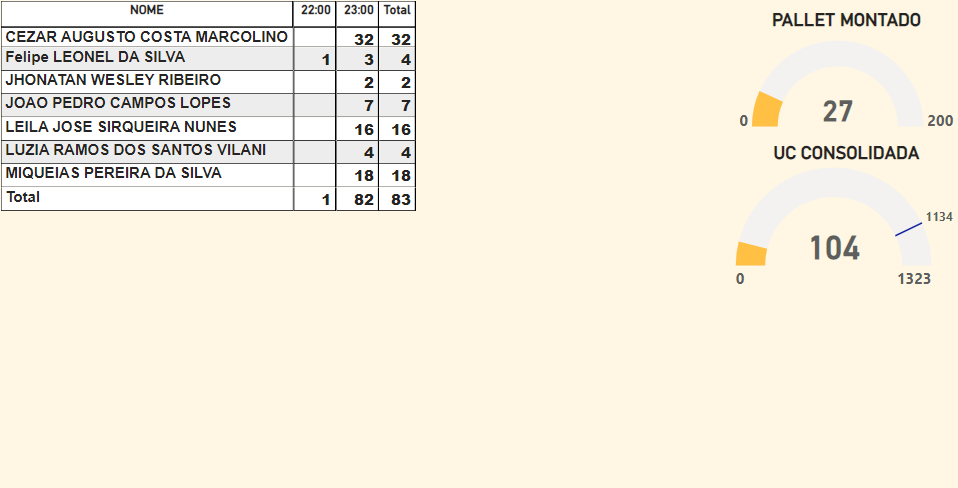 NOME 22:00 23:00 Total
CEZAR AUGUSTO COSTA MARCOLINO 32 32
Felipe LEONEL DA SILVA 1 3 4
JHONATAN WESLEY RIBEIRO 2 2
JOAO PEDRO CAMPOS LOPES 7 7
LEILA JOSE SIRQUEIRA NUNES 16 16
LUZIA RAMOS DOS SANTOS VILANI 4 4
MIQUEIAS PEREIRA DA SILVA 18 18
Total 1 82 83
PALLET MONTADO
27
0 200
UC CONSOLIDADA
1134
104
0 1323